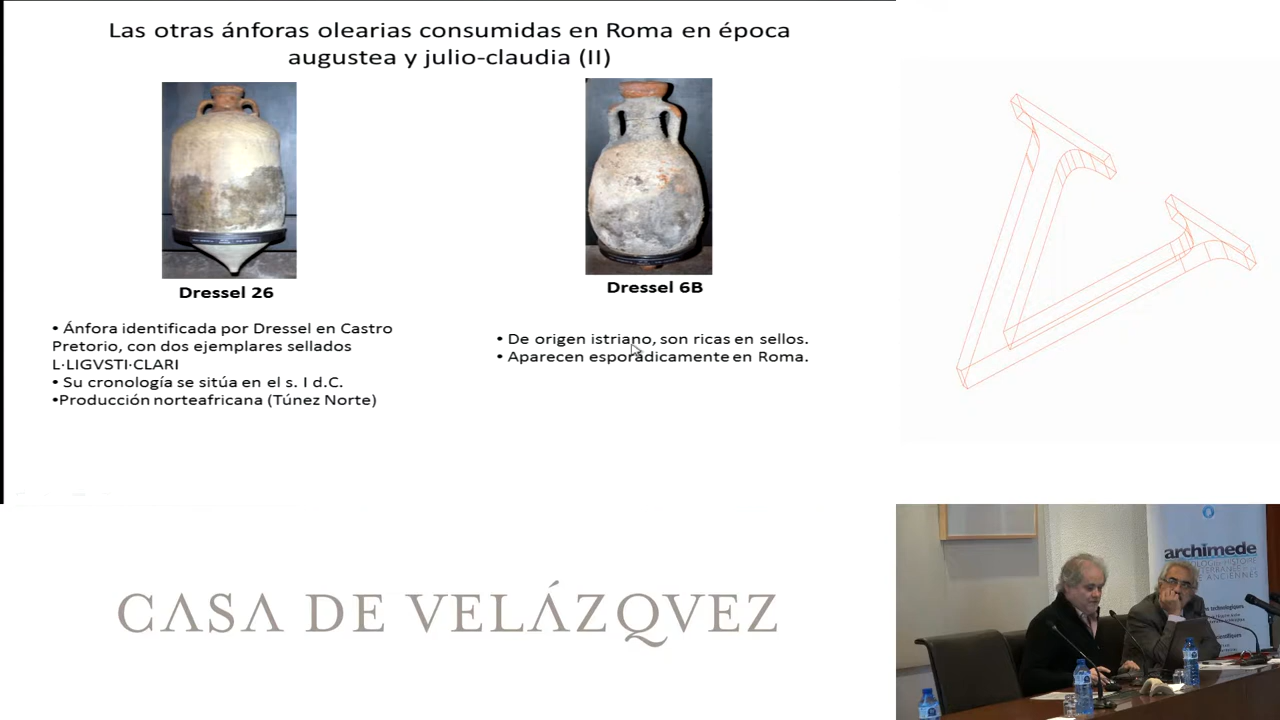 Las otras ánforas olearias consumidas en Roma en época
augustea y julio-claudia (II)
Dressel 26
• Ánfora identificada por Dressel en Castro
Pretorio, con dos ejemplares sellados
L·LIGVSTI·CLARI
• Su cronología se sitúa en el s. I d.C.
•Producción norteafricana (Túnez Norte)
Dressel 6B
• De origen istriano, son ricas en sellos.
• Aparecen esporádicamente en Roma.
CASA DE VELÁZQVEZ
archimede
ANCIENNES